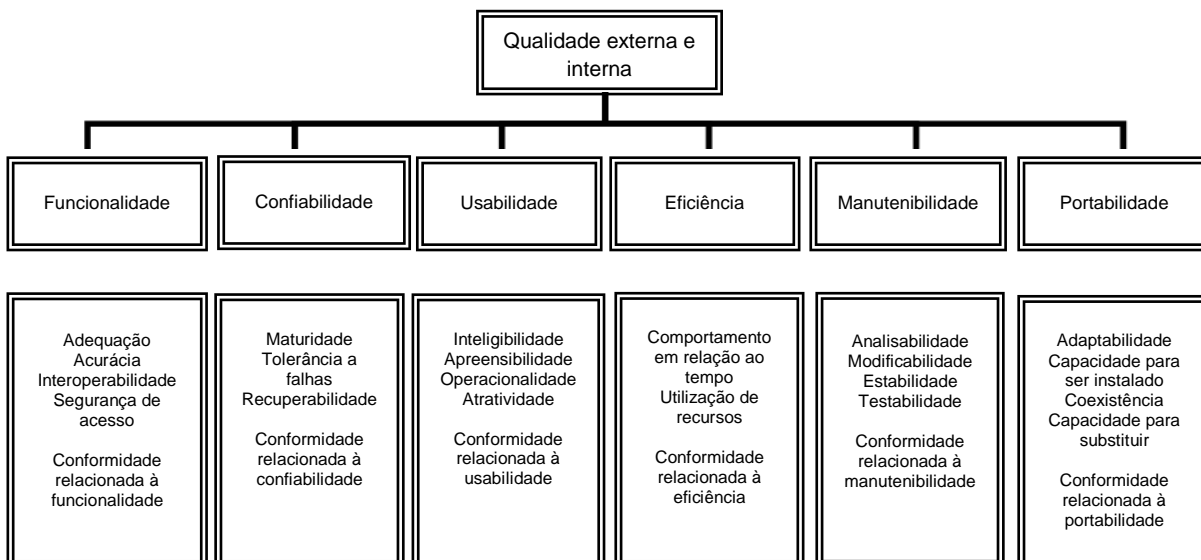 Qualidade externa e
interna
Funcionalidade
Confiabilidade
Usabilidade
Eficiência
Manutenibilidade
Portabilidade
Adequação
Acurácia
Interoperabilidade
Segurança de
acesso
Conformidade
relacionada à
funcionalidade
Maturidade
Tolerância a
falhas
Recuperabilidade
Conformidade
relacionada à
confiabilidade
Inteligibilidade
Apreensibilidade
Operacionalidade
Atratividade
Conformidade
relacionada à
usabilidade
Comportamento
em relação ao
tempo
Utilização de
recursos
Conformidade
relacionada à
eficiência
Analisabilidade
Modificabilidade
Estabilidade
Testabilidade
Conformidade
relacionada à
manutenibilidade
Adaptabilidade
Capacidade para
ser instalado
Coexistência
Capacidade para
substituir
Conformidade
relacionada à
portabilidade